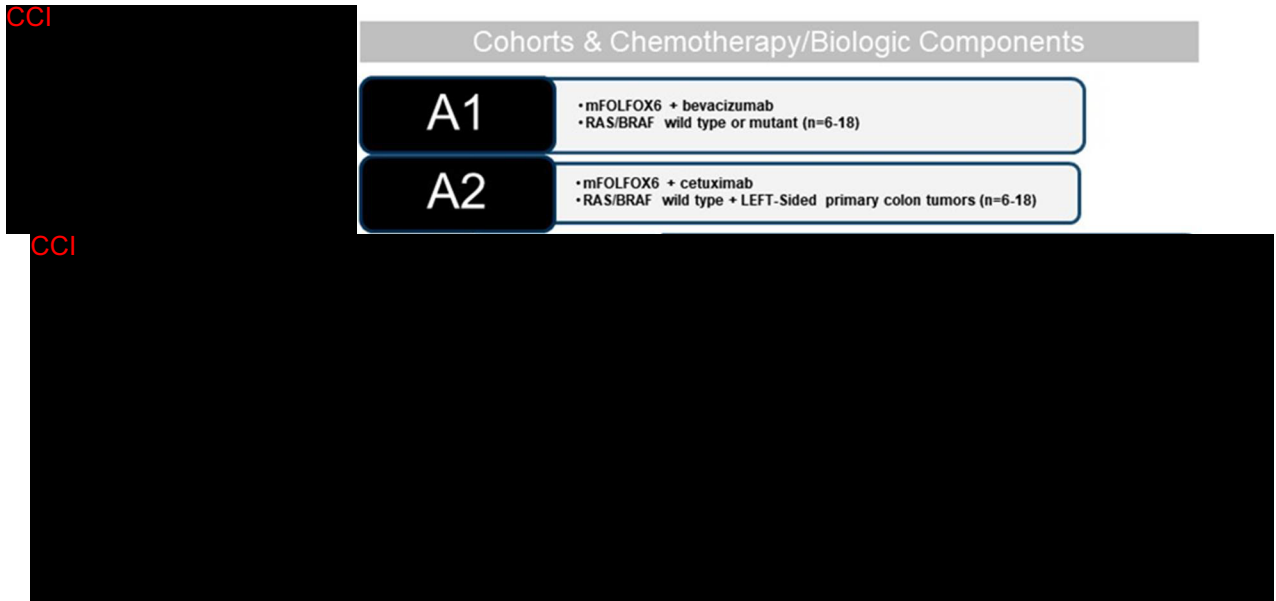 CCI
Cohorts & Chemotherapy/Biologic Components
A1
•mFOLFOX6 + bevacizumab
•RAS/BRAF wild type or mutant (n=6-18)
A2
•mFOLFOX6 + cetuximab
•RAS/BRAF wild type + LEFT-Sided primary colon tumors (n=6-18)
CCI